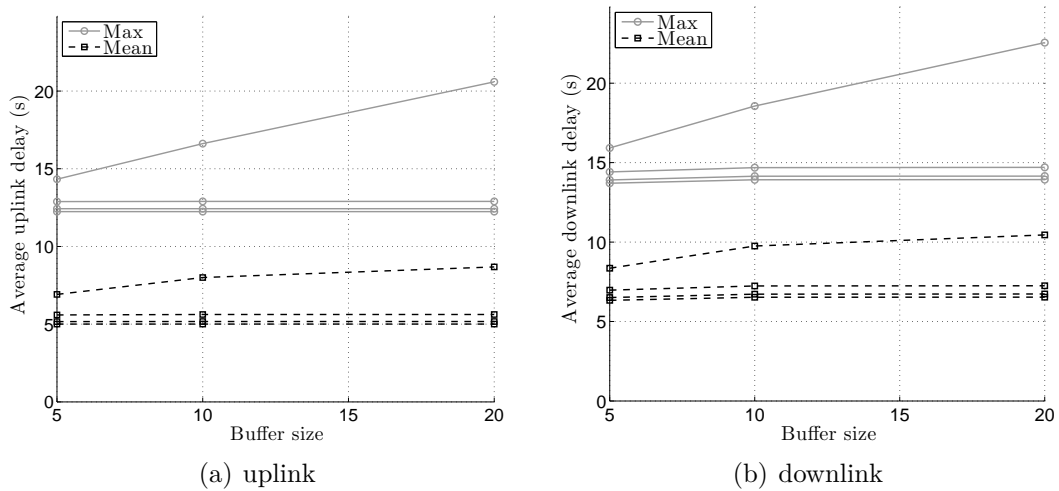 Max
Mean
20
15
10
5
0
5
10
15
20
Average uplink delay (s)
Buffer size
(a) uplink
Max
Mean
20
15
10
5
0
5
10
15
20
Average downlink delay (s)
Buffer size
(b) downlink